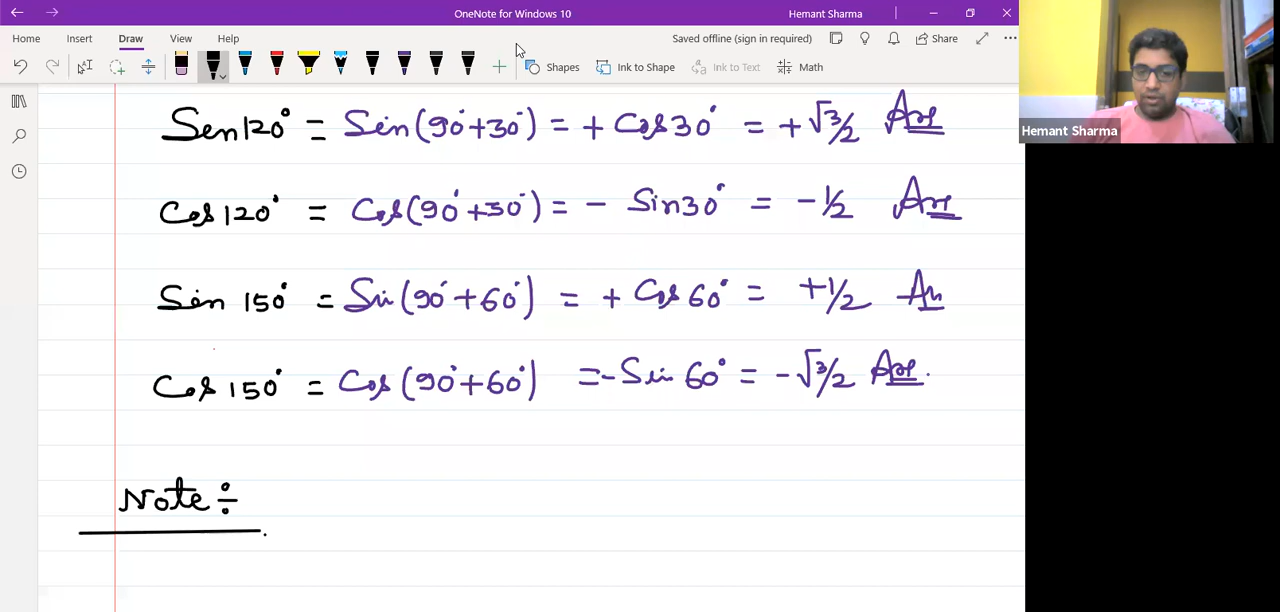 OneNote for Windows 10
Hemant Sharma
Home Insert Draw View Help
Saved offline (sign in required) Share
Shapes Ink to Shape Ink to Text Math
Hemant Sharma
Sen 120° = Sin(90°+30°) = + Cos 30° = + √3/2 Ans
Cos 120° = Cos(90°+30°) = - Sin 30° = - 1/2 Ans
Sin 150° = Sin(90°+60°) = + Cos 60° = +1/2 An
Cos 150° = Cos(90°+60°) = - Sin 60° = - √3/2 Ans.
Note ÷